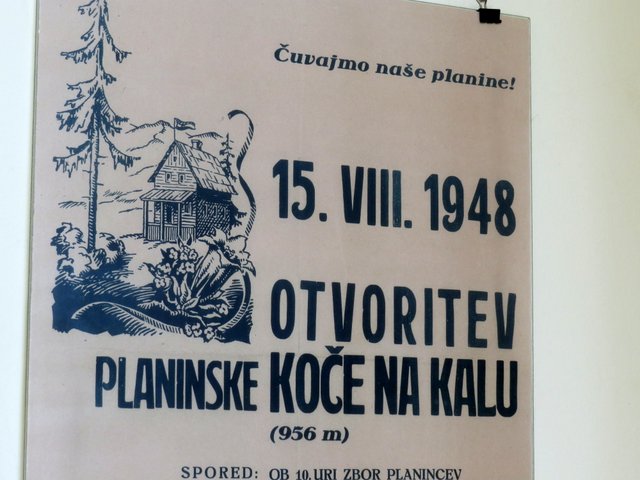 Čuvajmo naše planine!
15. VIII. 1948
OTVORITEV
PLANINSKE KOČE NA KALU
(956 m)
SPORED: OB 10. URI ZBOR PLANINCEV